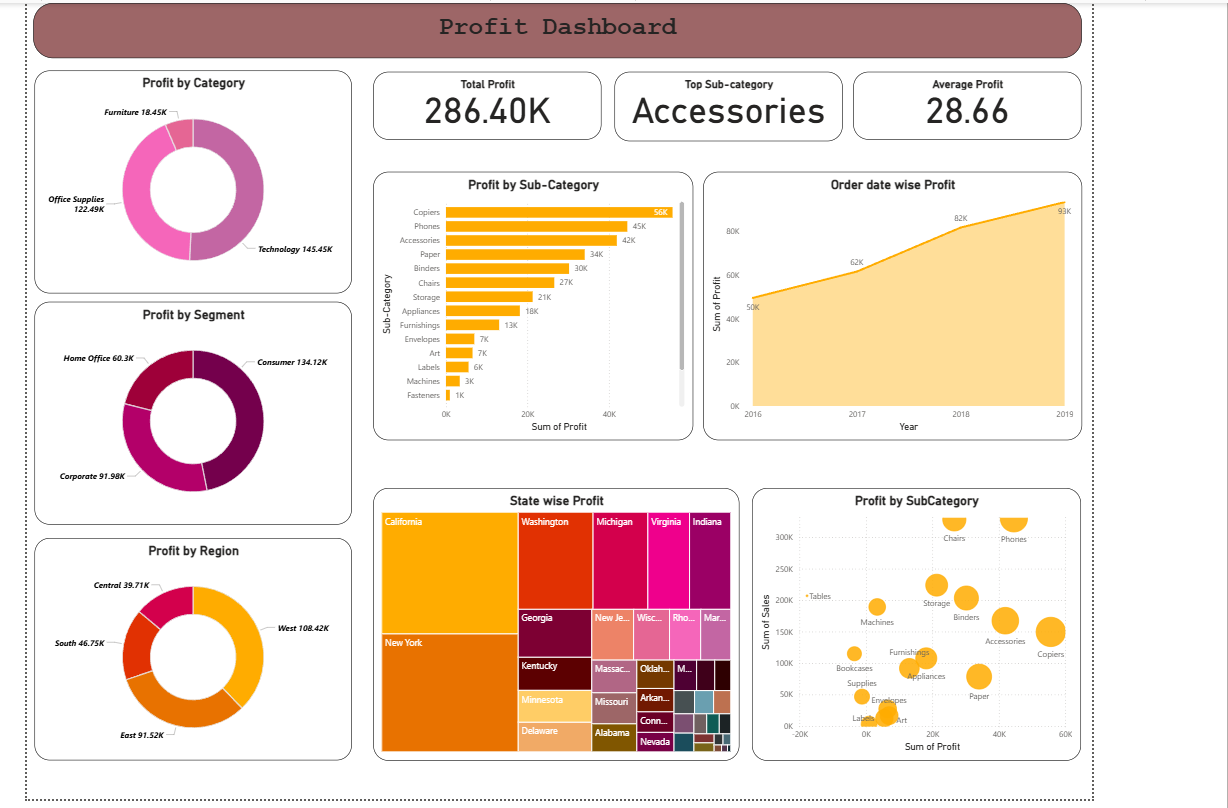 Profit Dashboard
Profit by Category
Furniture 18.45K
Office Supplies
122.49K
Technology 145.45K
Total Profit
286.40K
Top Sub-category
Accessories
Average Profit
28.66
Profit by Sub-Category
Sub-Category
Copiers 56K
Phones 45K
Accessories 42K
Paper 34K
Binders 30K
Chairs 27K
Storage 21K
Appliances 18K
Furnishings 13K
Envelopes 7K
Art 7K
Labels 6K
Machines 3K
Fasteners 1K
0K 20K 40K
Sum of Profit
Order date wise Profit
Sum of Profit
80K
60K
40K
20K
0K
50K 62K 82K 93K
2016 2017 2018 2019
Year
Profit by Segment
Home Office 60.3K
Consumer 134.12K
Corporate 91.98K
Profit by Region
Central 39.71K
West 108.42K
South 46.75K
East 91.52K
State wise Profit
California
New York
Washington
Michigan
Virginia
Indiana
Georgia
Kentucky
Minnesota
Delaware
New Je...
Wisc...
Rho...
Mar...
Massac...
Missouri
Alabama
Oklah...
Arkan...
Conn...
Nevada
M...
Profit by SubCategory
Sum of Sales
300K
250K
200K
150K
100K
50K
0K
Chairs
Phones
Tables
Storage
Binders
Machines
Accessories
Copiers
Furnishings
Bookcases
Appliances
Supplies
Paper
Envelopes
Labels
Art
-20K 0K 20K 40K 60K
Sum of Profit